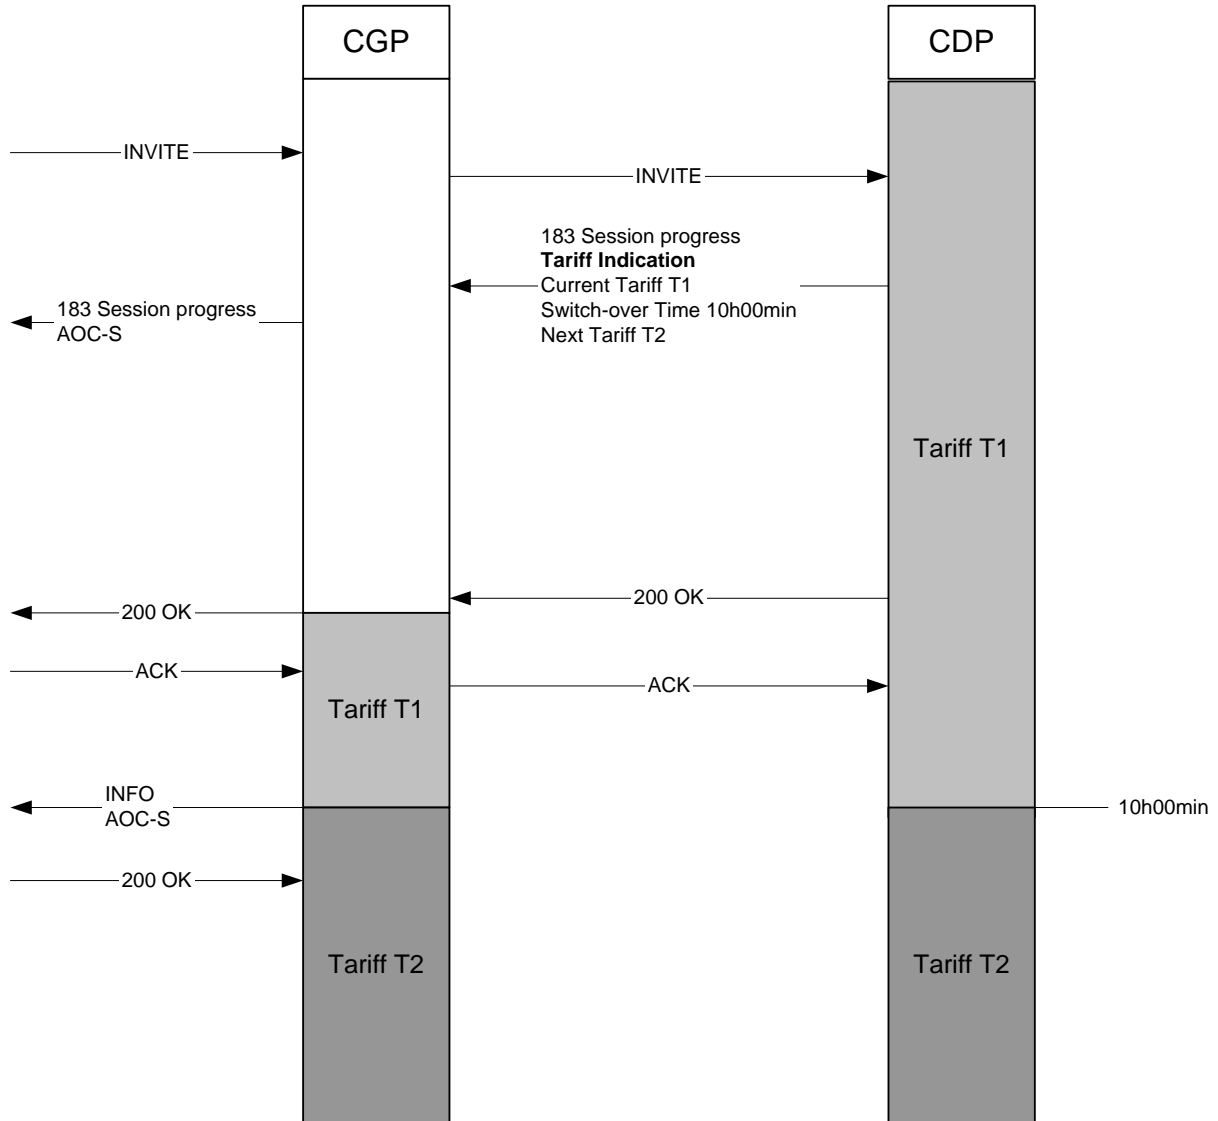 CGP
CDP
INVITE
INVITE
183 Session progress
Tariff Indication
Current Tariff T1
Switch-over Time 10h00min
Next Tariff T2
183 Session progress
AOC-S
Tariff T1
200 OK
200 OK
ACK
ACK
Tariff T1
INFO
AOC-S
10h00min
200 OK
Tariff T2
Tariff T2